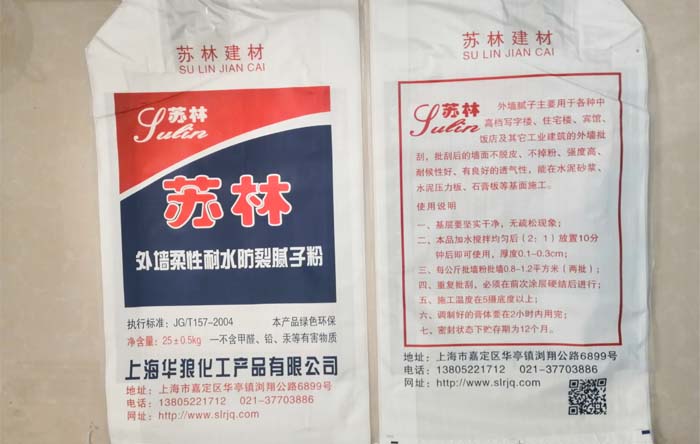 苏林建材
SU LIN JIAN CAI
苏林
Sulin
苏林
外墙柔性耐水防裂腻子粉
执行标准：JG/T157-2004 本产品绿色环保
净含量：25±0.5kg 一不含甲醛、铅、汞等有害物质
上海华狼化工产品有限公司
地址：上海市嘉定区华亭镇浏翔公路6899号
电话：13805221712 021-37703886
网址：http://www.slrjq.com
苏林建材
SU LIN JIAN CAI
苏林
Sulin
外墙腻子主要用于各种中
高档写字楼、住宅楼、宾馆、
饭店及其它工业建筑的外墙批
刮，批刮后的墙面不脱皮、不掉粉、强度高、
耐候性好、有良好的透气性，能在水泥砂浆、
水泥压力板、石膏板等基面施工。
使用说明
一、基层要坚实干净，无疏松现象；
二、本品加水搅拌均匀后（2：1）放置10分
钟后即可使用，厚度0.1-0.3cm；
三、每公斤批墙粉批墙0.8-1.2平方米（两批）；
四、重复批刮，必须在前次涂层硬结后进行；
五、施工温度在5摄底度以上；
六、调制好的膏体要在2小时内用完；
七、密封状态下贮存期为12个月。
地址：上海市嘉定区华亭镇浏翔公路6899号
电话：13805221712 021-37703886
网址：http://www.slrjq.com